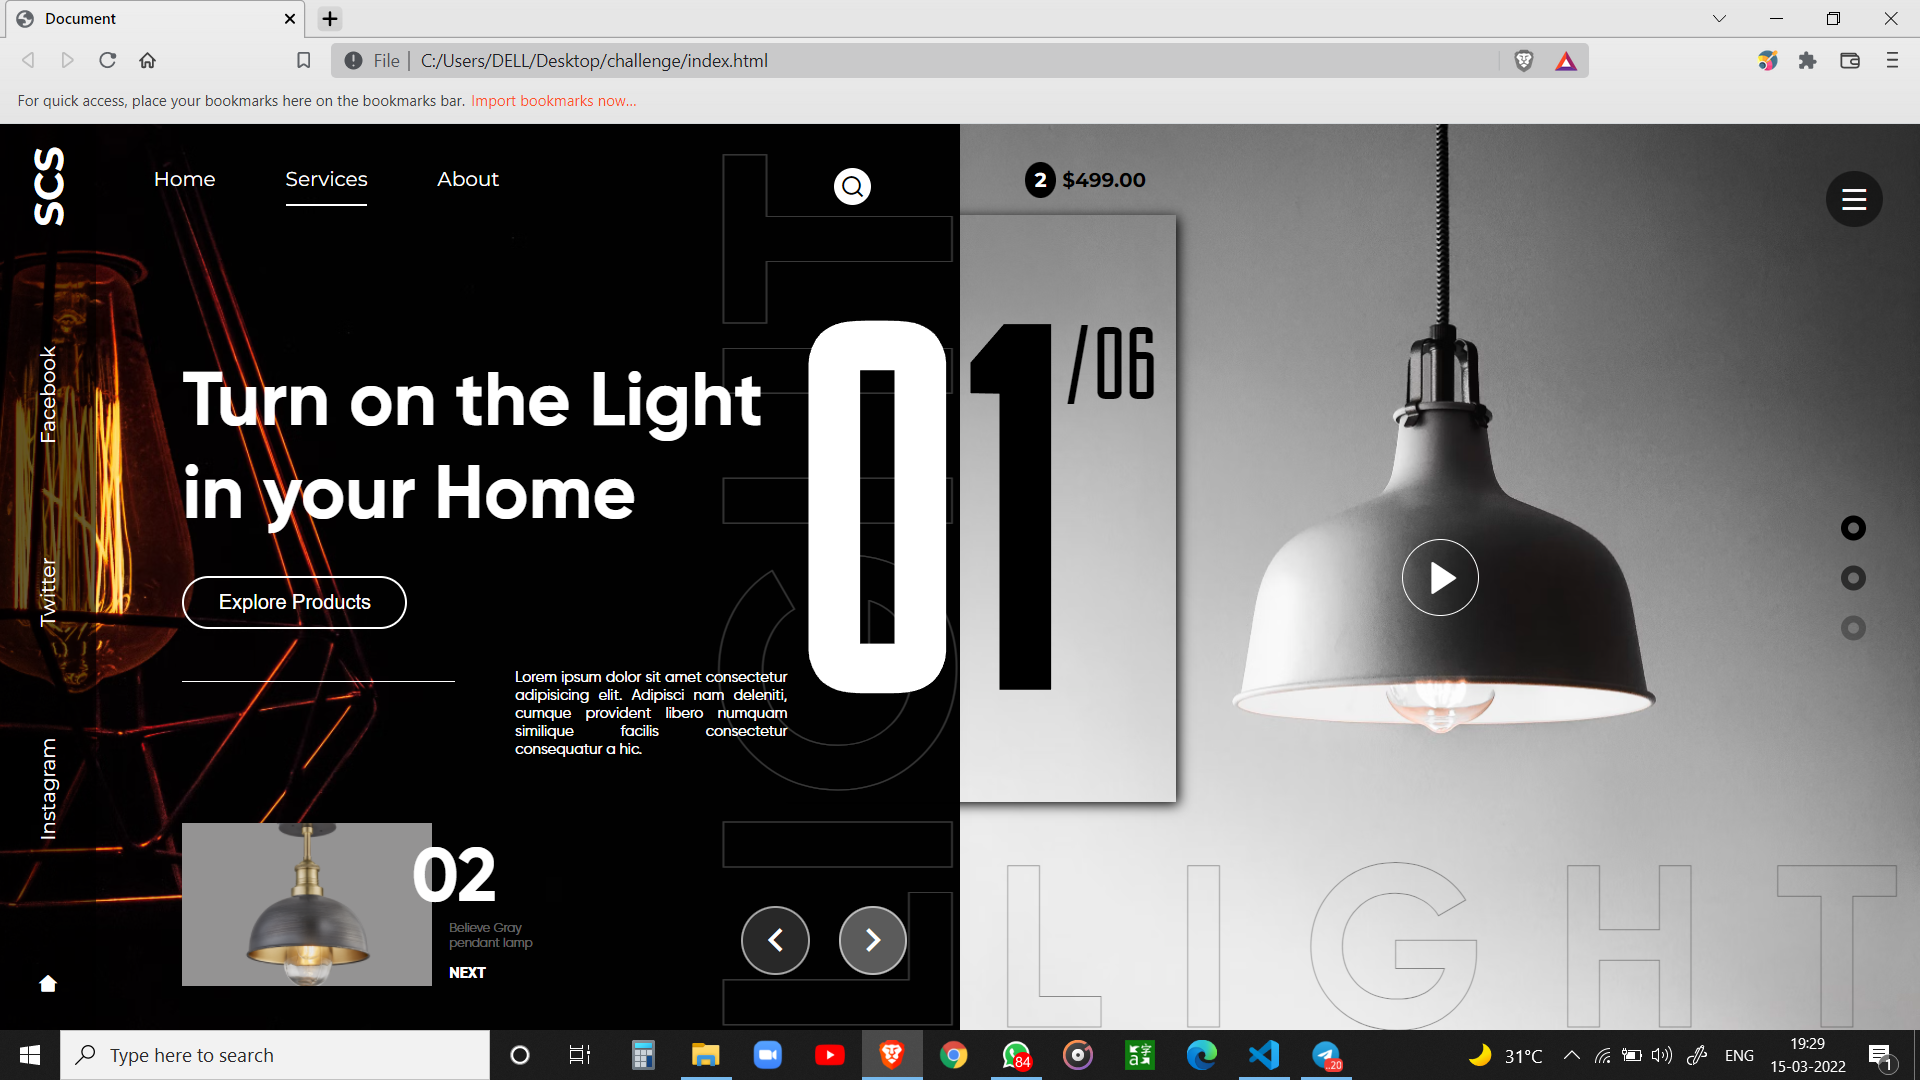 Document
File
C:/Users/DELL/Desktop/challenge/index.html
For quick access, place your bookmarks here on the bookmarks bar. Import bookmarks now...
SCS
Home
Services
About
2 $499.00
LIGHT
01
/06
Facebook
Twitter
Instagram
Turn on the Light
in your Home
Explore Products
Lorem ipsum dolor sit amet consectetur
adipisicing elit. Adipisci nam deleniti,
cumque provident libero numquam
similique facilis consectetur
consequatur a hic.
02
Believe Gray
pendant lamp
NEXT
LIGHT
Type here to search
84
..20
31°C
ENG
19:29
15-03-2022
1